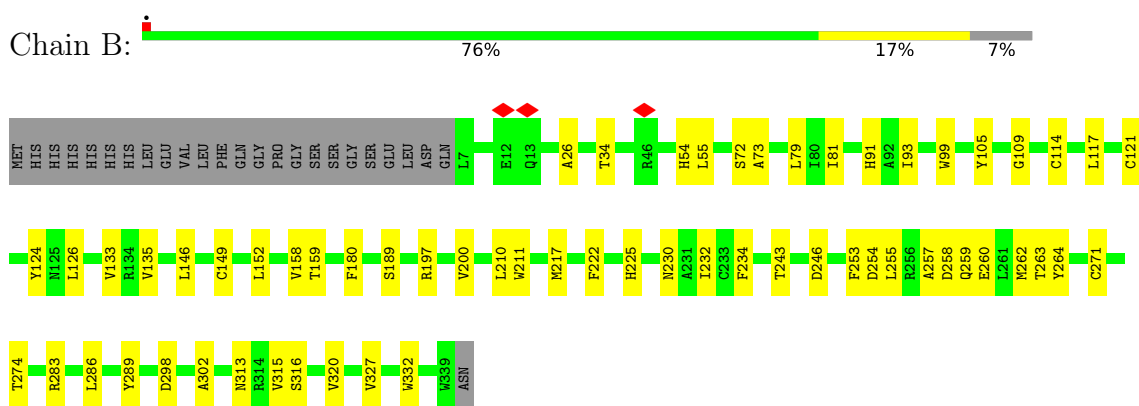 Chain B:
76% 17% 7%
MET HIS HIS HIS HIS HIS HIS LEU GLU VAL LEU PHE GLN GLY PRO GLY SER SER GLY SER GLU LEU ASP GLN L7 E12 Q13 A26 T34 R46 H54 L55 S72 A73 L79 I80 I81 H91 A92 I93 W99 Y105 G109 C114 L117 C121
Y124 N125 L126 V133 R134 V135 L146 C149 L152 V158 T159 F180 S189 R197 V200 L210 W211 M217 F222 H225 N230 A231 I232 C233 F234 T243 D246 F253 D254 L255 R256 A257 D258 Q259 E260 L261 M262 T263 Y264 C271
T274 R283 L286 Y289 D298 A302 N313 R314 V315 S316 V320 V327 W332 W339 ASN